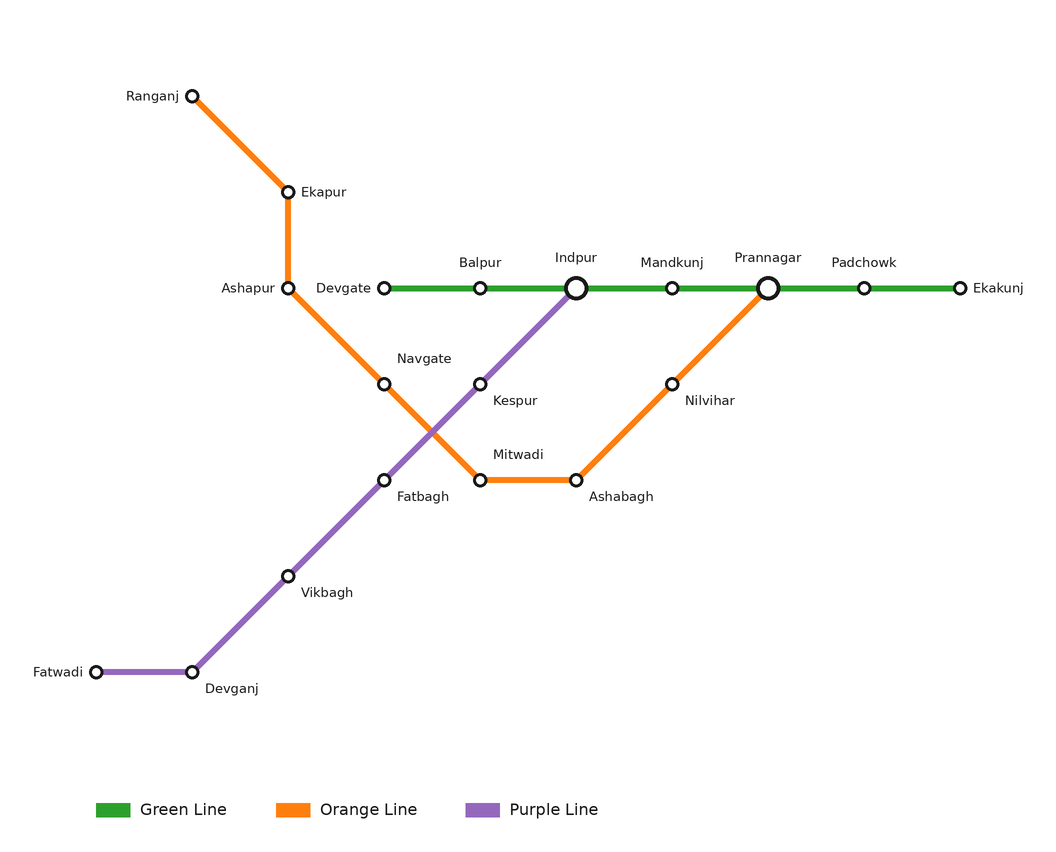 Ranganj
Ekapur
Indpur
Prannagar
Balpur
Mandkunj
Padchowk
Ashapur
Devgate
Ekakunj
Navgate
Kespur
Nilvihar
Mitwadi
Fatbagh
Ashabagh
Vikbagh
Fatwadi
Devganj
Green Line
Orange Line
Purple Line